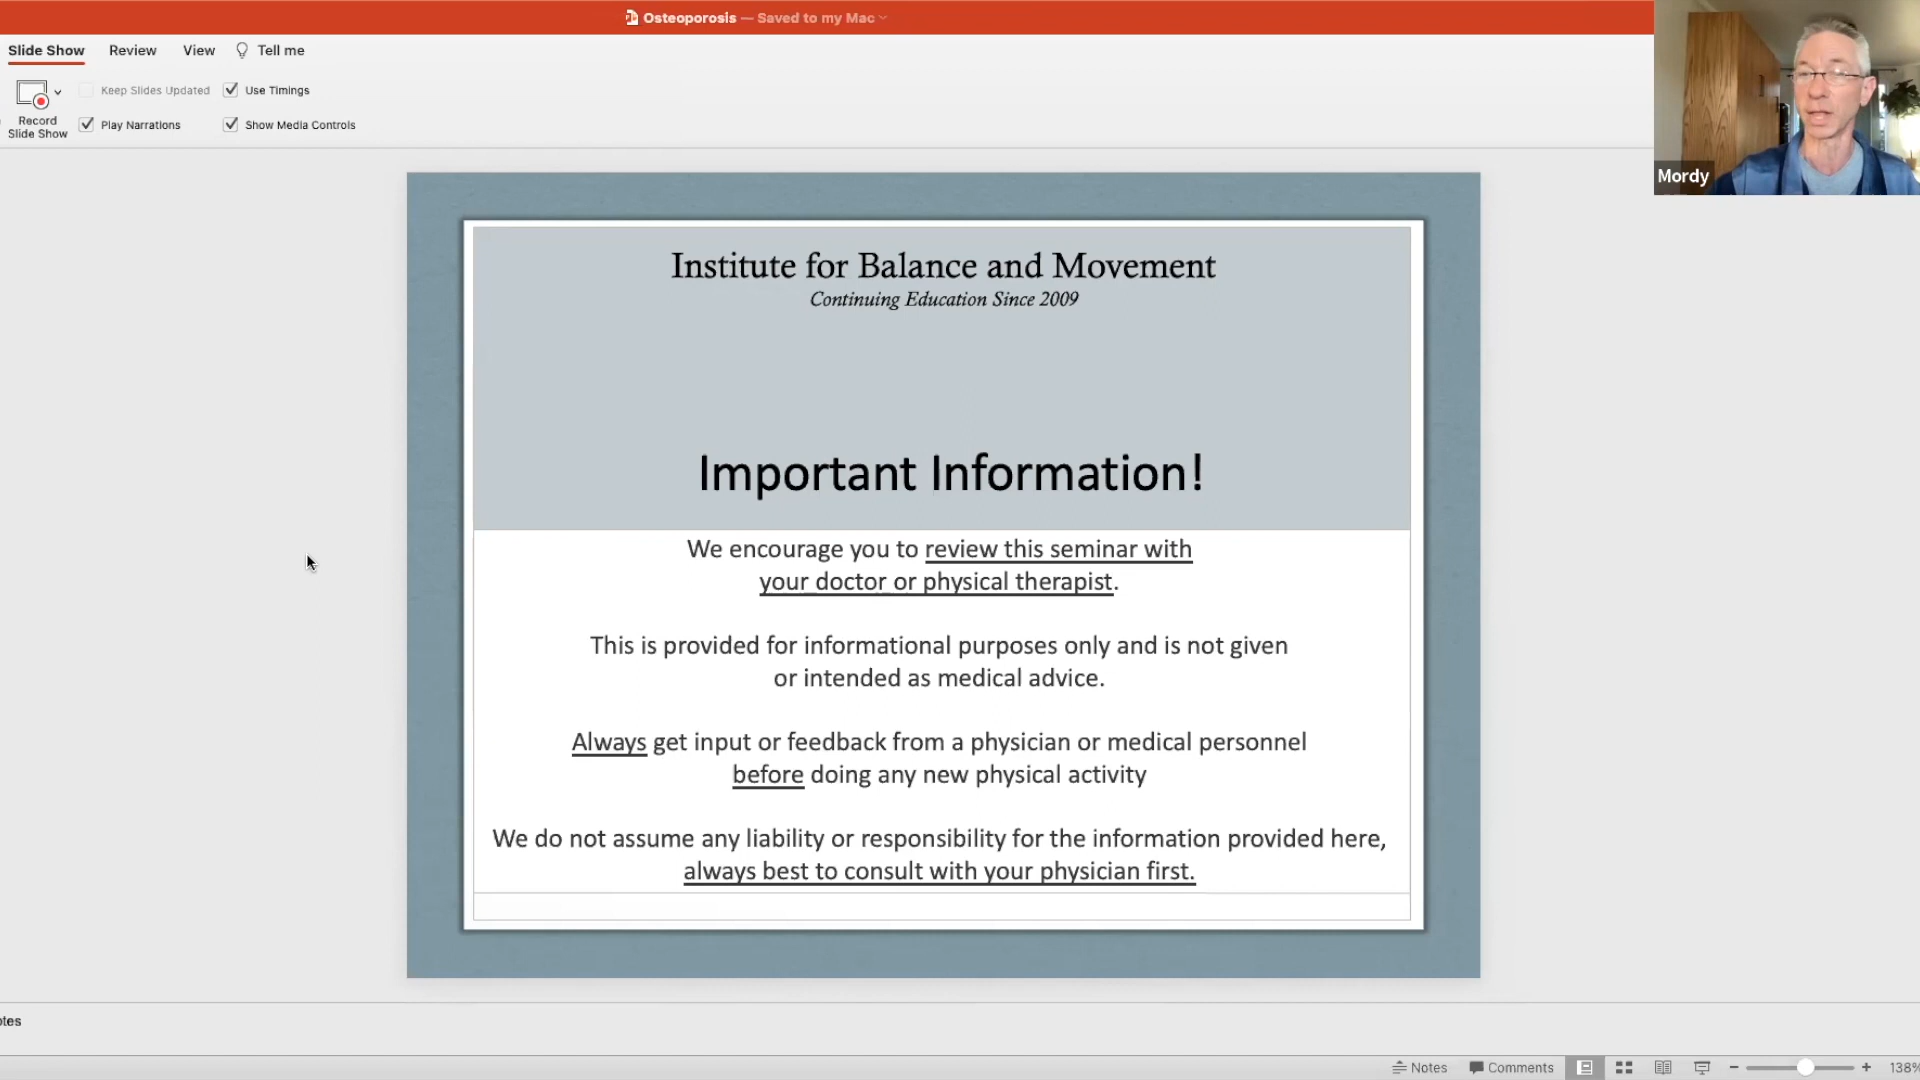 Osteoporosis — Saved to my Mac
Slide Show Review View Tell me
Keep Slides Updated Use Timings
Record
Slide Show
Play Narrations Show Media Controls
Mordy
Institute for Balance and Movement
Continuing Education Since 2009
Important Information!
We encourage you to review this seminar with
your doctor or physical therapist.
This is provided for informational purposes only and is not given
or intended as medical advice.
Always get input or feedback from a physician or medical personnel
before doing any new physical activity
We do not assume any liability or responsibility for the information provided here,
always best to consult with your physician first.
otes
Notes Comments 138%